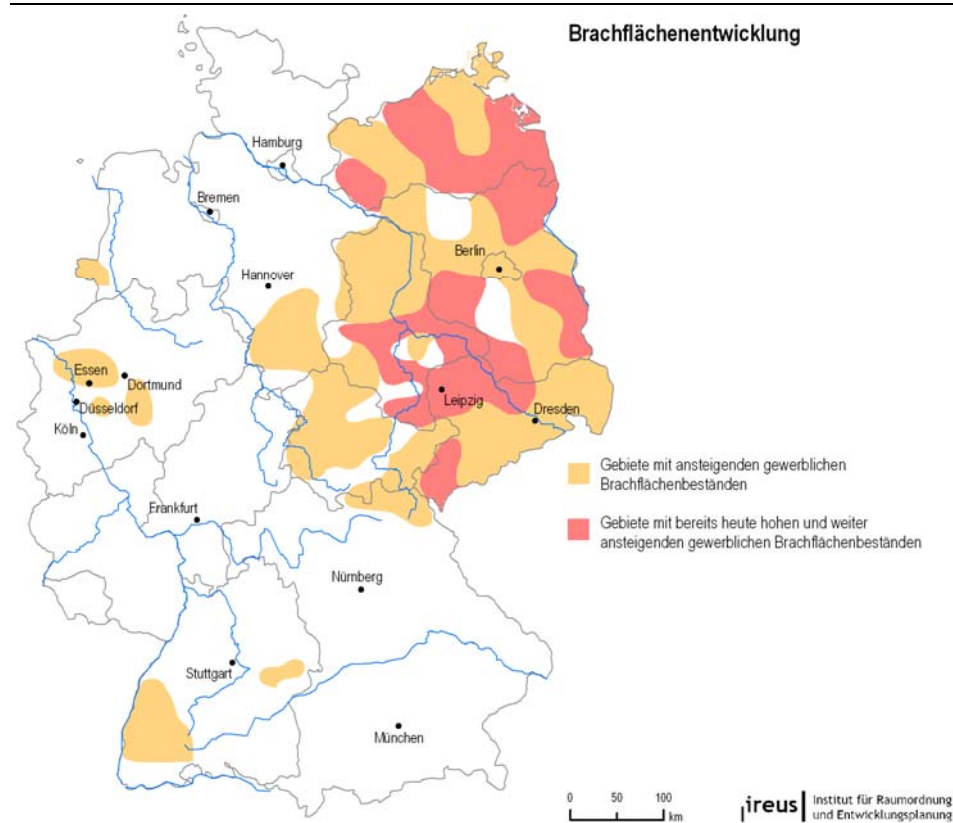 Brachflächenentwicklung
Hamburg
Bremen
Berlin
Hannover
Essen
Dortmund
Düsseldorf
Köln
Leipzig
Dresden
Gebiete mit ansteigenden gewerblichen
Brachflächenbeständen
Frankfurt
Gebiete mit bereits heute hohen und weiter
ansteigenden gewerblichen Brachflächenbeständen
Nürnberg
Stuttgart
München
0 50 100
km
ireus Institut für Raumordnung
und Entwicklungsplanung